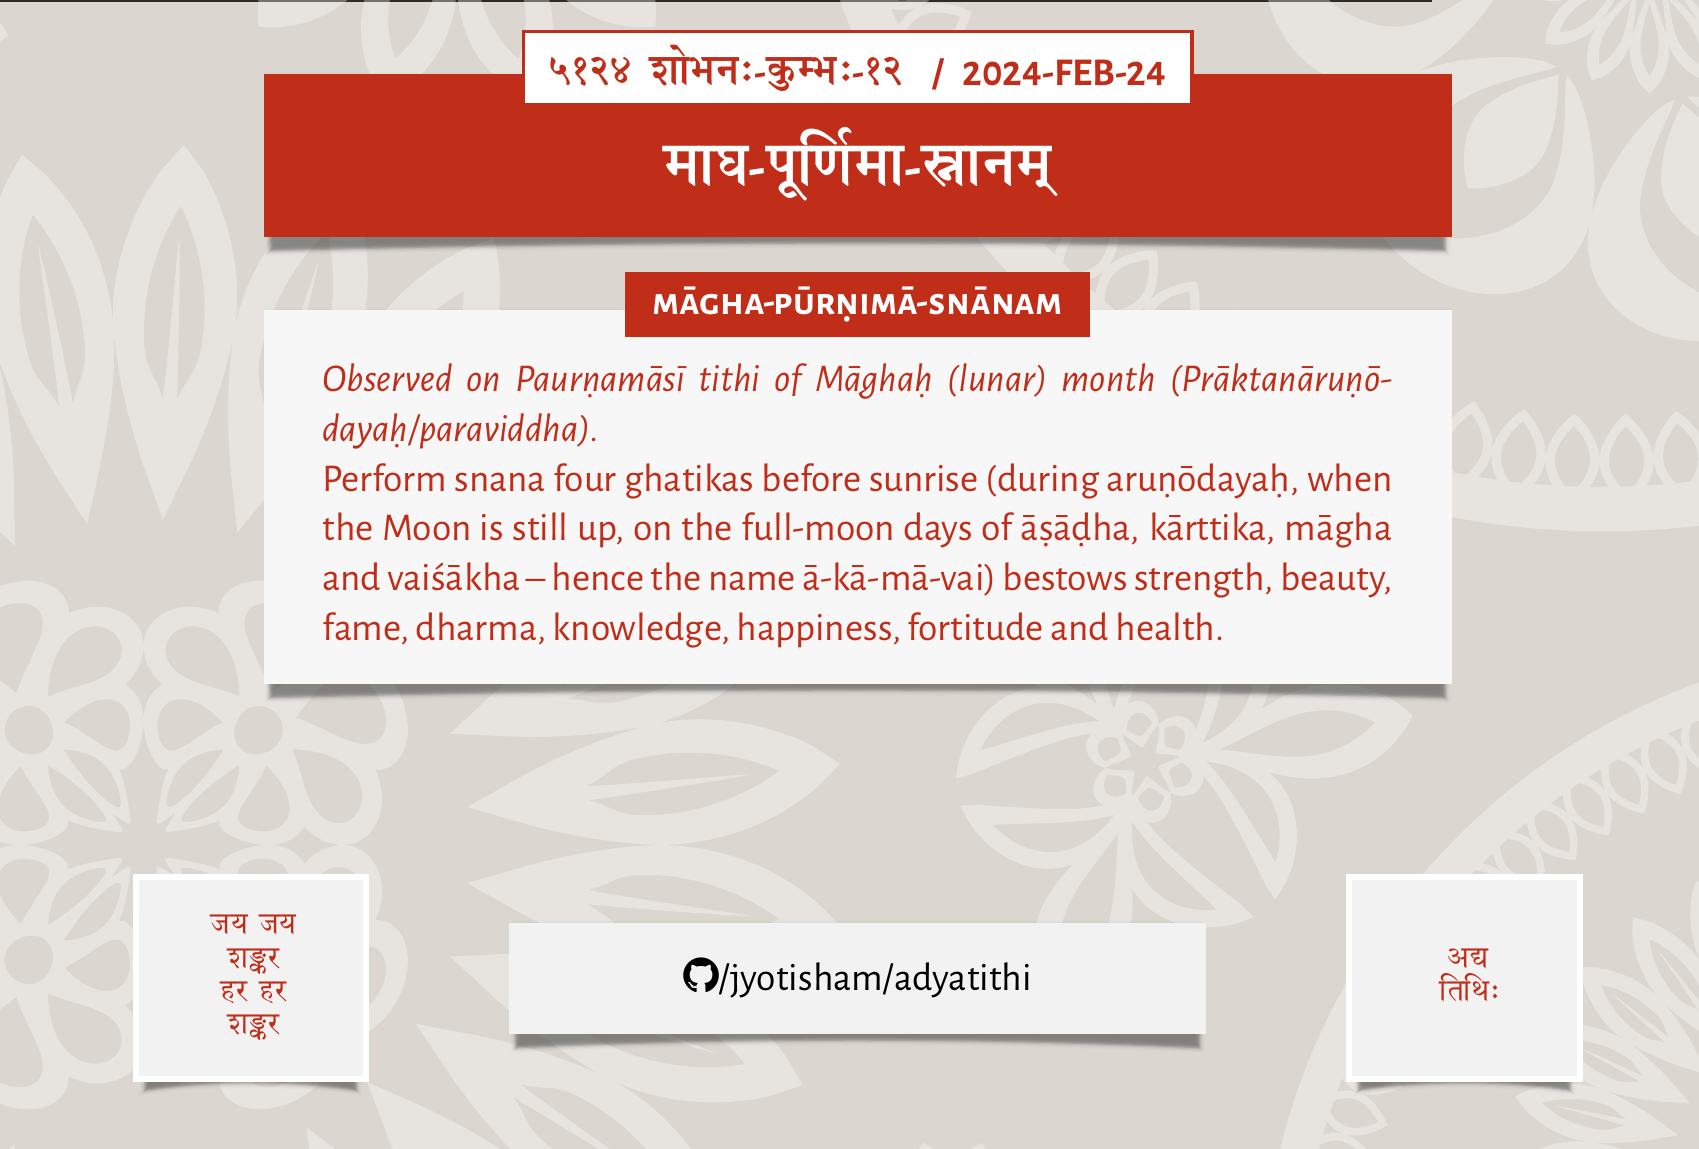 ५१२४ शोभनः-कुम्भः-१२ / 2024-FEB-24
माघ-पूर्णिमा-स्नानम्
MĀGHA-PŪRṆIMĀ-SNĀNAM
Observed on Paurṇamāsī tithi of Māghaḥ (lunar) month (Prāktanāruṇō-
dayaḥ/paraviddha).
Perform snana four ghatikas before sunrise (during aruṇōdayaḥ, when
the Moon is still up, on the full-moon days of āṣāḍha, kārttika, māgha
and vaiśākha – hence the name ā-kā-mā-vai) bestows strength, beauty,
fame, dharma, knowledge, happiness, fortitude and health.
जय जय
शङ्कर
हर हर
शङ्कर
/jyotisham/adyatithi
अद्य
तिथिः